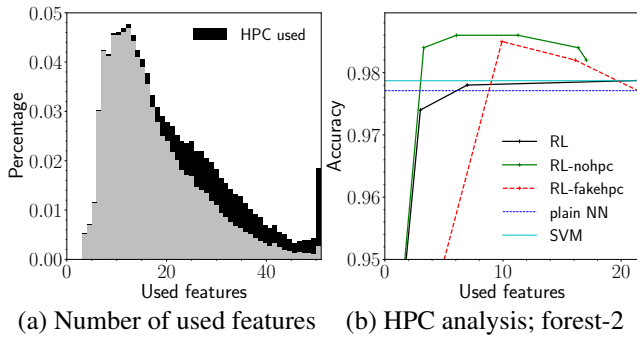 0.05
0.04
0.03
0.02
0.01
0.00
Percentage
HPC used
0
20
40
Used features
(a) Number of used features
0.98
0.97
0.96
0.95
Accuracy
RL
RL-nohpc
RL-fakehpc
plain NN
SVM
0
10
20
Used features
(b) HPC analysis; forest-2